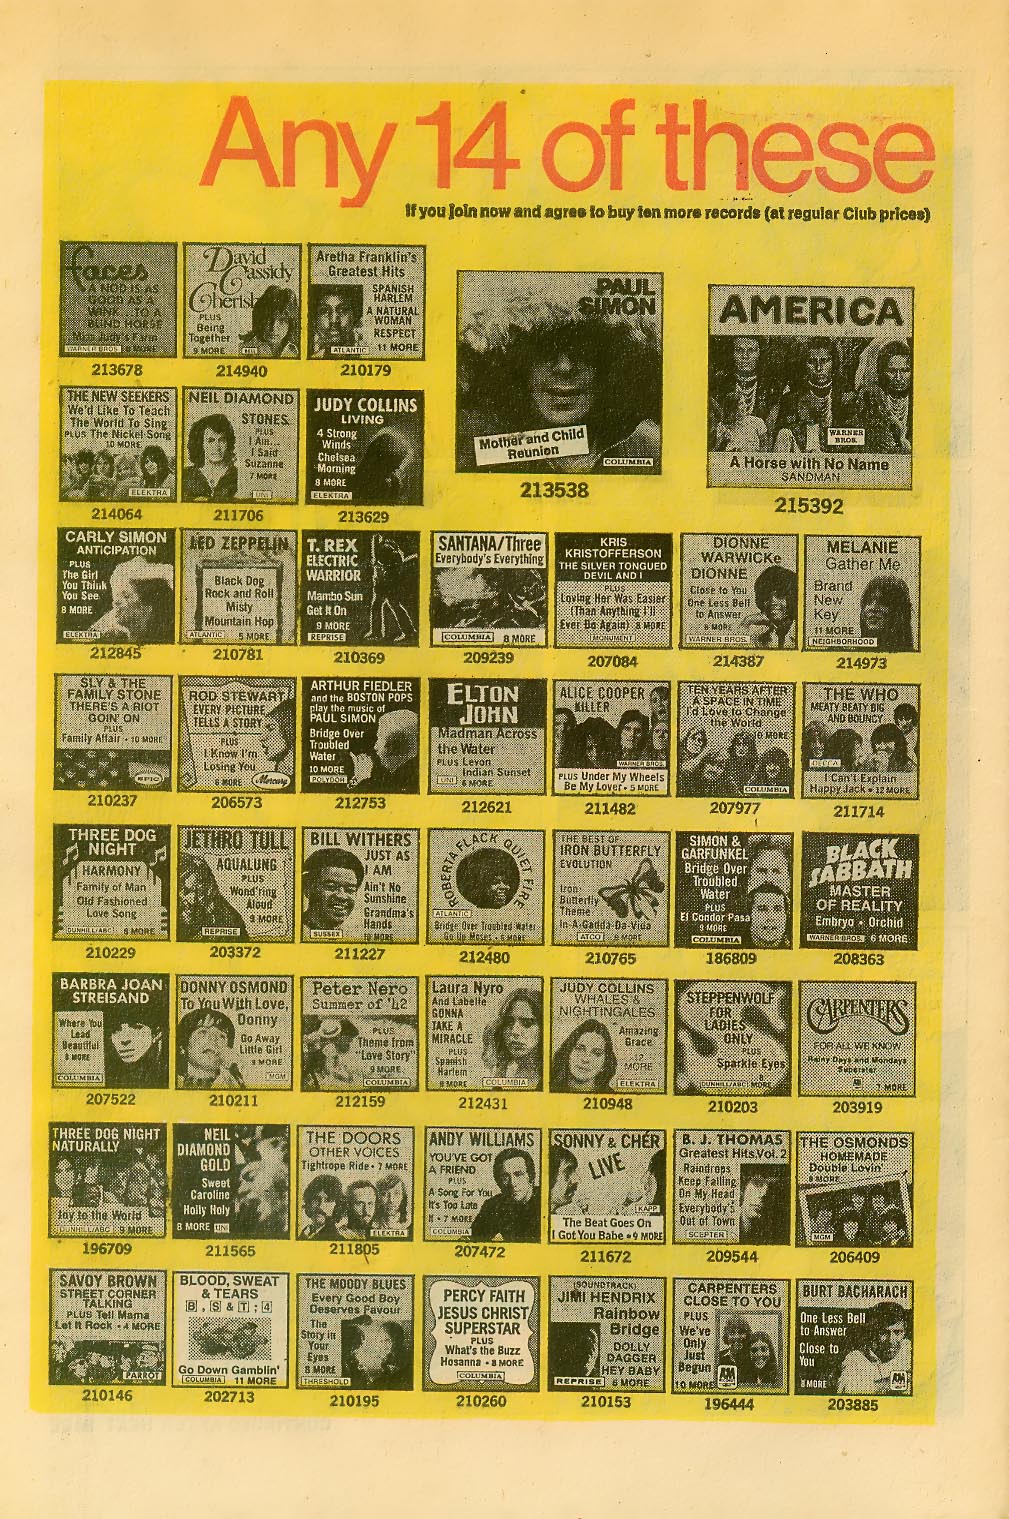 Any 14 of these
If you join now and agree to buy ten more records (at regular Club prices)
faces
A NOD IS AS
GOOD AS A
WINK...TO A
BLIND HORSE
Miss Judy's Farm
WARNER BROS. 8 MORE
213678
David
Cassidy
Cherish
PLUS
Being
Together
9 MORE
BELL
214940
Aretha Franklin's
Greatest Hits
SPANISH
HARLEM
A NATURAL
WOMAN
RESPECT
ATLANTIC 11 MORE
210179
PAUL
SIMON
Mother and Child
Reunion
COLUMBIA
213538
AMERICA
WARNER
BROS.
A Horse with No Name
SANDMAN
215392
THE NEW SEEKERS
We'd Like To Teach
The World To Sing
PLUS The Nickel Song
10 MORE
ELEKTRA
214064
NEIL DIAMOND
STONES
PLUS
I Am...
I Said
Suzanne
7 MORE
UNI
211706
JUDY COLLINS
LIVING
4 Strong
Winds
Chelsea
Morning
8 MORE
ELEKTRA
213629
CARLY SIMON
ANTICIPATION
PLUS
The Girl
You Think
You See
8 MORE
ELEKTRA
212845
LED ZEPPELIN
Black Dog
Rock and Roll
Misty
Mountain Hop
ATLANTIC 5 MORE
210781
T. REX
ELECTRIC
WARRIOR
Mambo Sun
Get It On
9 MORE
REPRISE
210369
SANTANA/Three
Everybody's Everything
COLUMBIA 8 MORE
209239
KRIS
KRISTOFFERSON
THE SILVER TONGUED
DEVIL AND I
PLUS
Loving Her Was Easier
(Than Anything I'll
Ever Do Again) 8 MORE
MONUMENT
207084
DIONNE
WARWICKe
DIONNE
Close to You
One Less Bell
to Answer
8 MORE
WARNER BROS.
214387
MELANIE
Gather Me
Brand
New
Key
11 MORE
NEIGHBORHOOD
214973
SLY & THE
FAMILY STONE
THERE'S A RIOT
GOIN' ON
PLUS
Family Affair • 10 MORE
EPIC
210237
ROD STEWART
EVERY PICTURE
TELLS A STORY
PLUS
I Know I'm
Losing You
6 MORE
Mercury
206573
ARTHUR FIEDLER
and the BOSTON POPS
play the music of
PAUL SIMON
Bridge Over
Troubled
Water
10 MORE
POLYDOR
212753
ELTON
JOHN
Madman Across
the Water
PLUS Levon
Indian Sunset
UNI 6 MORE
212621
ALICE COOPER
KILLER
WARNER BROS.
PLUS Under My Wheels
Be My Lover • 5 MORE
211482
TEN YEARS AFTER
A SPACE IN TIME
I'd Love to Change
the World
8 MORE
COLUMBIA
207977
THE WHO
MEATY BEATY BIG
AND BOUNCY
DECCA
I Can't Explain
Happy Jack • 12 MORE
211714
THREE DOG
NIGHT
HARMONY
Family of Man
Old Fashioned
Love Song
DUNHILL/ABC 8 MORE
210229
JETHRO TULL
AQUALUNG
PLUS
Wond'ring
Aloud
9 MORE
REPRISE
203372
BILL WITHERS
JUST AS
I AM
Ain't No
Sunshine
Grandma's
Hands
10 MORE
SUSSEX
211227
ROBERTA FLACK QUIET FIRE
ATLANTIC
Bridge Over Troubled Water
Go Up Moses • 6 MORE
212480
THE BEST OF
IRON BUTTERFLY
EVOLUTION
Iron
Butterfly
Theme
In-A-Gadda-Da-Vida
ATCO 9 MORE
210765
SIMON &
GARFUNKEL
Bridge Over
Troubled
Water
PLUS
El Condor Pasa
9 MORE
COLUMBIA
186809
BLACK
SABBATH
MASTER
OF REALITY
Embryo • Orchid
WARNER BROS. 6 MORE
208363
BARBRA JOAN
STREISAND
Where You
Lead
Beautiful
8 MORE
COLUMBIA
207522
DONNY OSMOND
To You With Love,
Donny
Go Away
Little Girl
9 MORE
MGM
210211
Peter Nero
Summer of '42
PLUS
Theme from
"Love Story"
9 MORE
COLUMBIA
212159
Laura Nyro
And Labelle
GONNA
TAKE A
MIRACLE
PLUS
Spanish
Harlem
8 MORE
COLUMBIA
212431
JUDY COLLINS
WHALES &
NIGHTINGALES
Amazing
Grace
12
MORE
ELEKTRA
210948
STEPPENWOLF
FOR
LADIES
ONLY
PLUS
Sparkle Eyes
DUNHILL/ABC MORE
210203
CARPENTERS
FOR ALL WE KNOW
Rainy Days and Mondays
Superstar
7 MORE
203919
THREE DOG NIGHT
NATURALLY
Joy to the World
DUNHILL/ABC 9 MORE
196709
NEIL
DIAMOND
GOLD
Sweet
Caroline
Holly Holy
8 MORE UNI
211565
THE DOORS
OTHER VOICES
Tightrope Ride • 7 MORE
ELEKTRA
211805
ANDY WILLIAMS
YOU'VE GOT
A FRIEND
PLUS
A Song For You
It's Too Late
It • 7 MORE
COLUMBIA
207472
SONNY & CHER
LIVE
KAPP
The Beat Goes On
I Got You Babe • 9 MORE
211672
B. J. THOMAS
Greatest Hits, Vol. 2
Raindrops
Keep Falling
On My Head
Everybody's
Out of Town
SCEPTER
209544
THE OSMONDS
HOMEMADE
Double Lovin'
8 MORE
MGM
206409
SAVOY BROWN
STREET CORNER
TALKING
PLUS Tell Mama
Let It Rock • 4 MORE
PARROT
210146
BLOOD, SWEAT
& TEARS
B, S & T; 4
Go Down Gamblin'
COLUMBIA 11 MORE
202713
THE MOODY BLUES
Every Good Boy
Deserves Favour
The
Story in
Your
Eyes
8 MORE
THRESHOLD
210195
PERCY FAITH
JESUS CHRIST
SUPERSTAR
PLUS
What's the Buzz
Hosanna • 8 MORE
COLUMBIA
210260
(SOUNDTRACK)
JIMI HENDRIX
Rainbow
Bridge
DOLLY
DAGGER
HEY BABY
REPRISE 6 MORE
210153
CARPENTERS
CLOSE TO YOU
PLUS
We've
Only
Just
Begun
10 MORE A&M
196444
BURT BACHARACH
One Less Bell
to Answer
Close to
You
8 MORE
A&M
203885